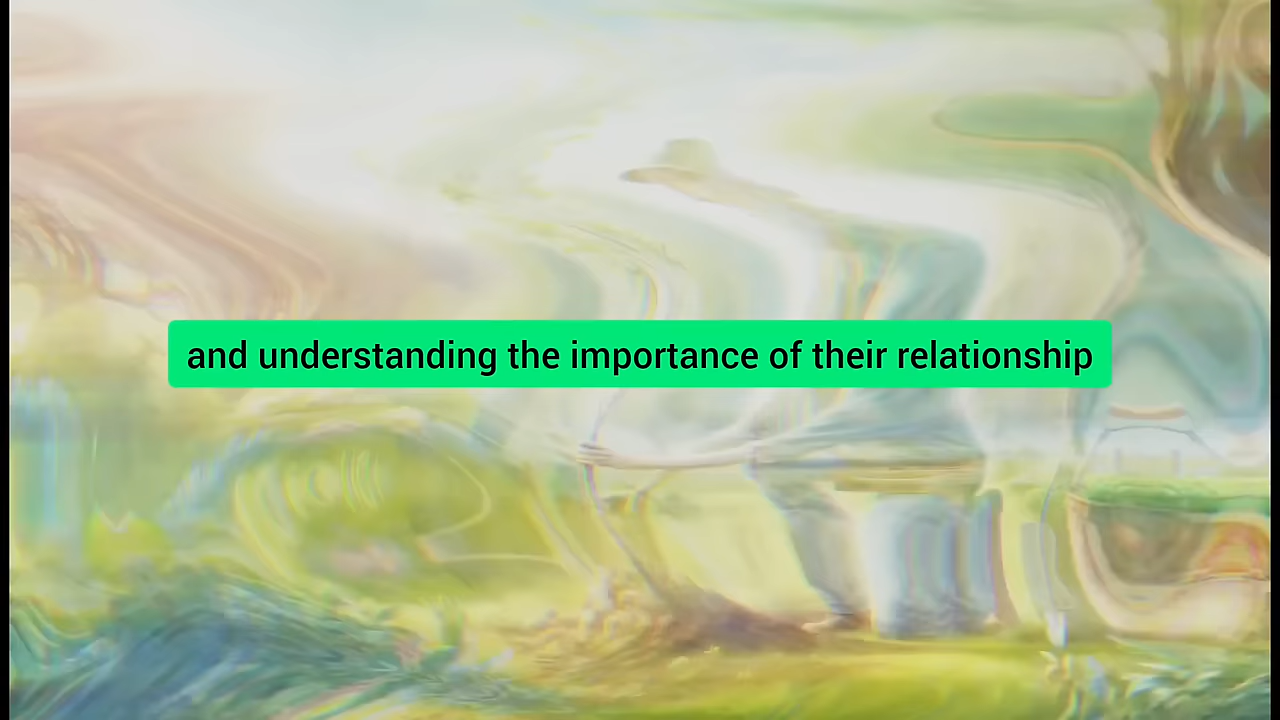 and understanding the importance of their relationship